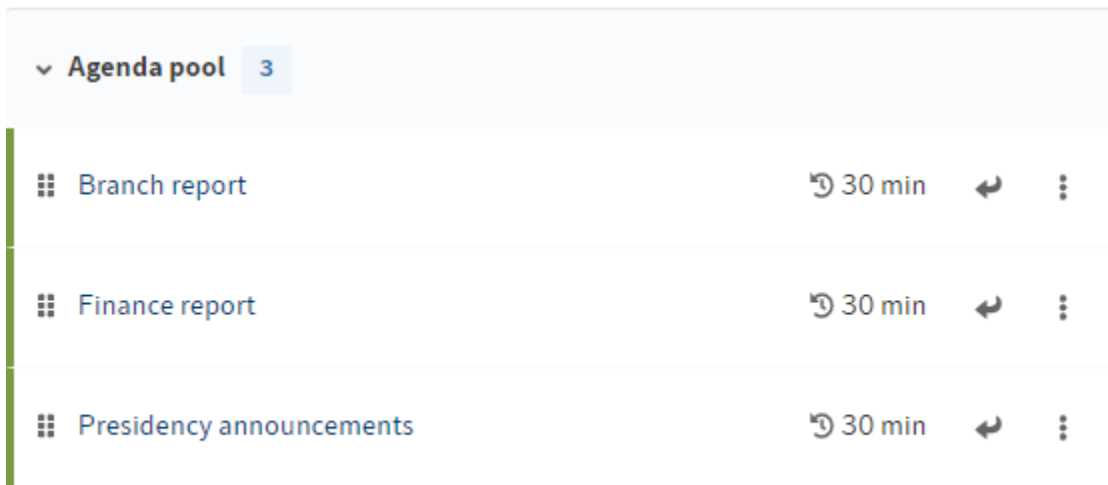 Agenda pool 3
Branch report 30 min
Finance report 30 min
Presidency announcements 30 min